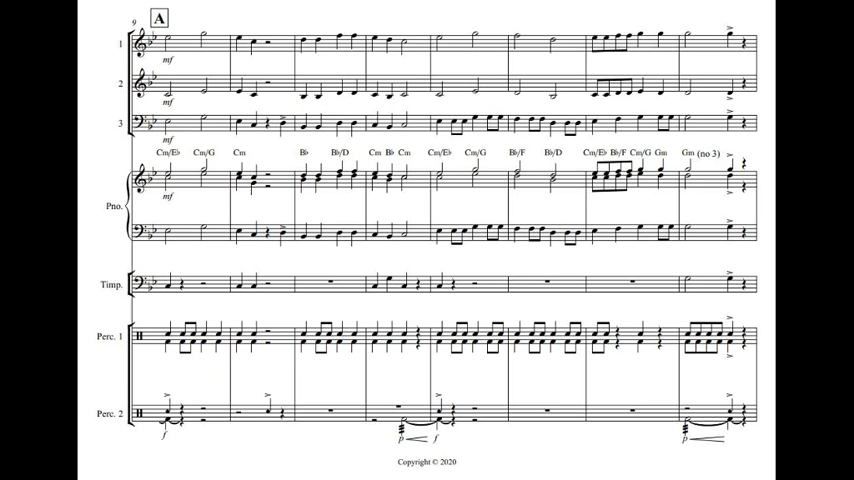 A
9
1
mf
2
mf
3
mf
Cm/E♭ Cm/G Cm B♭ B♭/D Cm B♭ Cm Cm/E♭ Cm/G B♭/F B♭/D Cm/E♭ B♭/F Cm/G Gm Gm (no 3)
Pno.
mf
Timp.
Perc. 1
Perc. 2
f p f p
Copyright © 2020